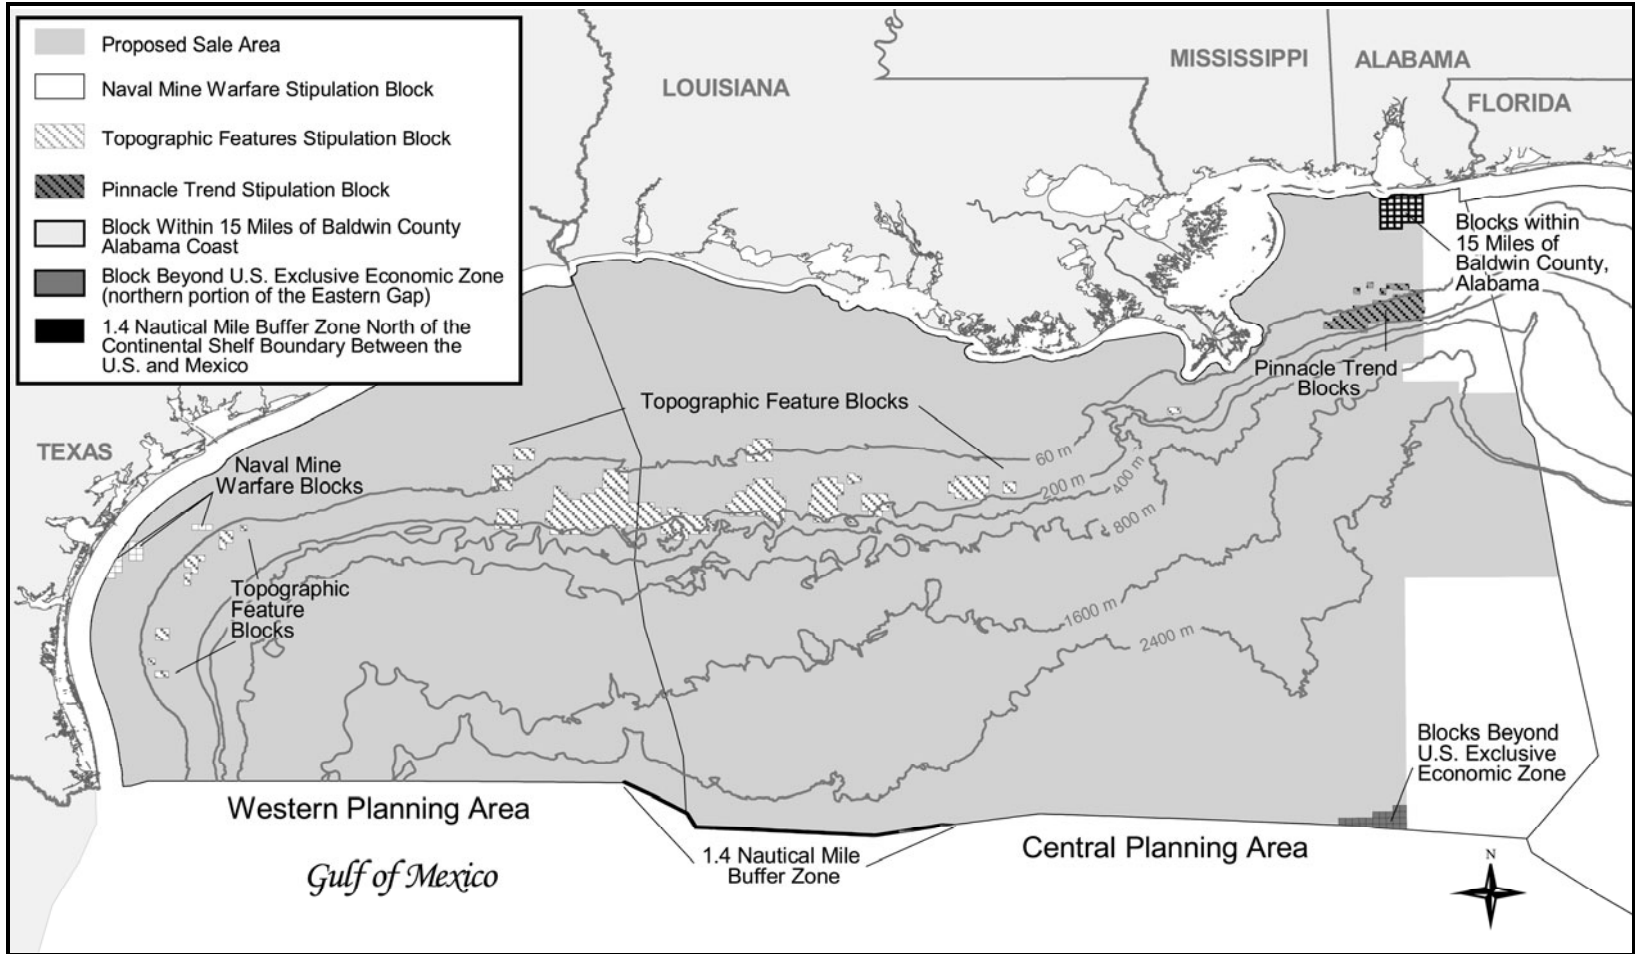 Proposed Sale Area
Naval Mine Warfare Stipulation Block
Topographic Features Stipulation Block
Pinnacle Trend Stipulation Block
Block Within 15 Miles of Baldwin County
Alabama Coast
Block Beyond U.S. Exclusive Economic Zone
(northern portion of the Eastern Gap)
1.4 Nautical Mile Buffer Zone North of the
Continental Shelf Boundary Between the
U.S. and Mexico
LOUISIANA
MISSISSIPPI
ALABAMA
FLORIDA
Blocks within
15 Miles of
Baldwin County,
Alabama
Pinnacle Trend
Blocks
Topographic Feature Blocks
TEXAS
Naval Mine
Warfare Blocks
60 m
200 m
400 m
800 m
1600 m
2400 m
Topographic
Feature
Blocks
Blocks Beyond
U.S. Exclusive
Economic Zone
Western Planning Area
Central Planning Area
1.4 Nautical Mile
Buffer Zone
Gulf of Mexico
N